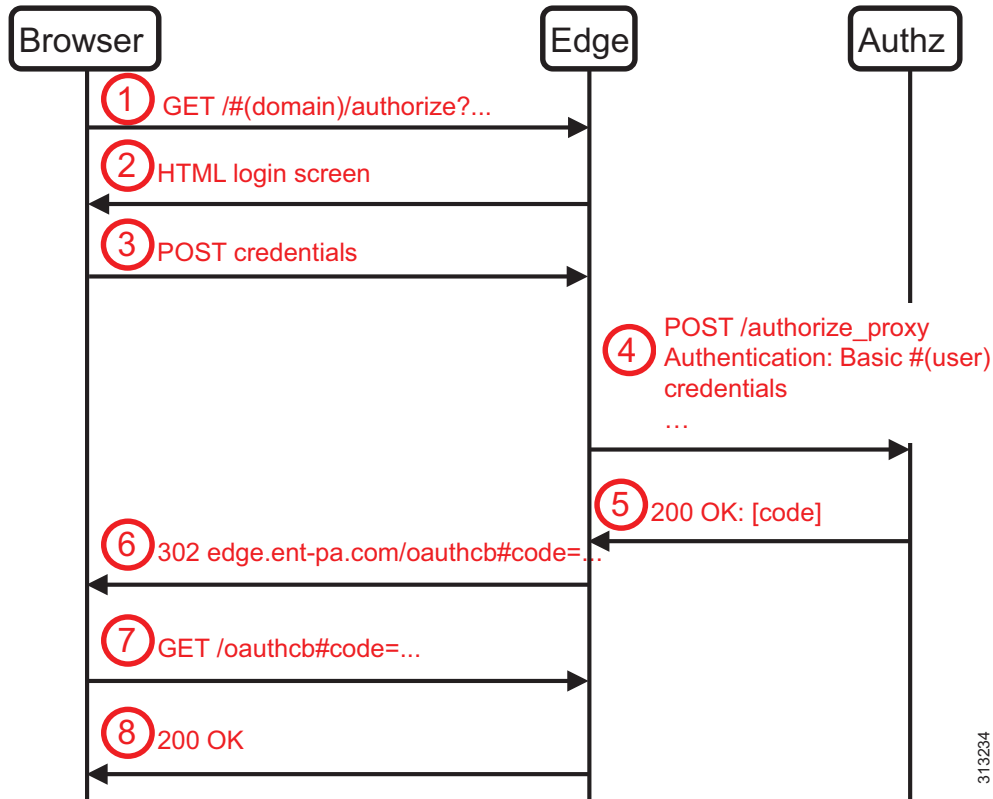 Browser
Edge
Authz
1 GET /#(domain)/authorize?...
2 HTML login screen
3 POST credentials
4 POST /authorize_proxy
Authentication: Basic #(user)
credentials
…
5 200 OK: [code]
6 302 edge.ent-pa.com/oauthcb#code=...
7 GET /oauthcb#code=...
8 200 OK
313234